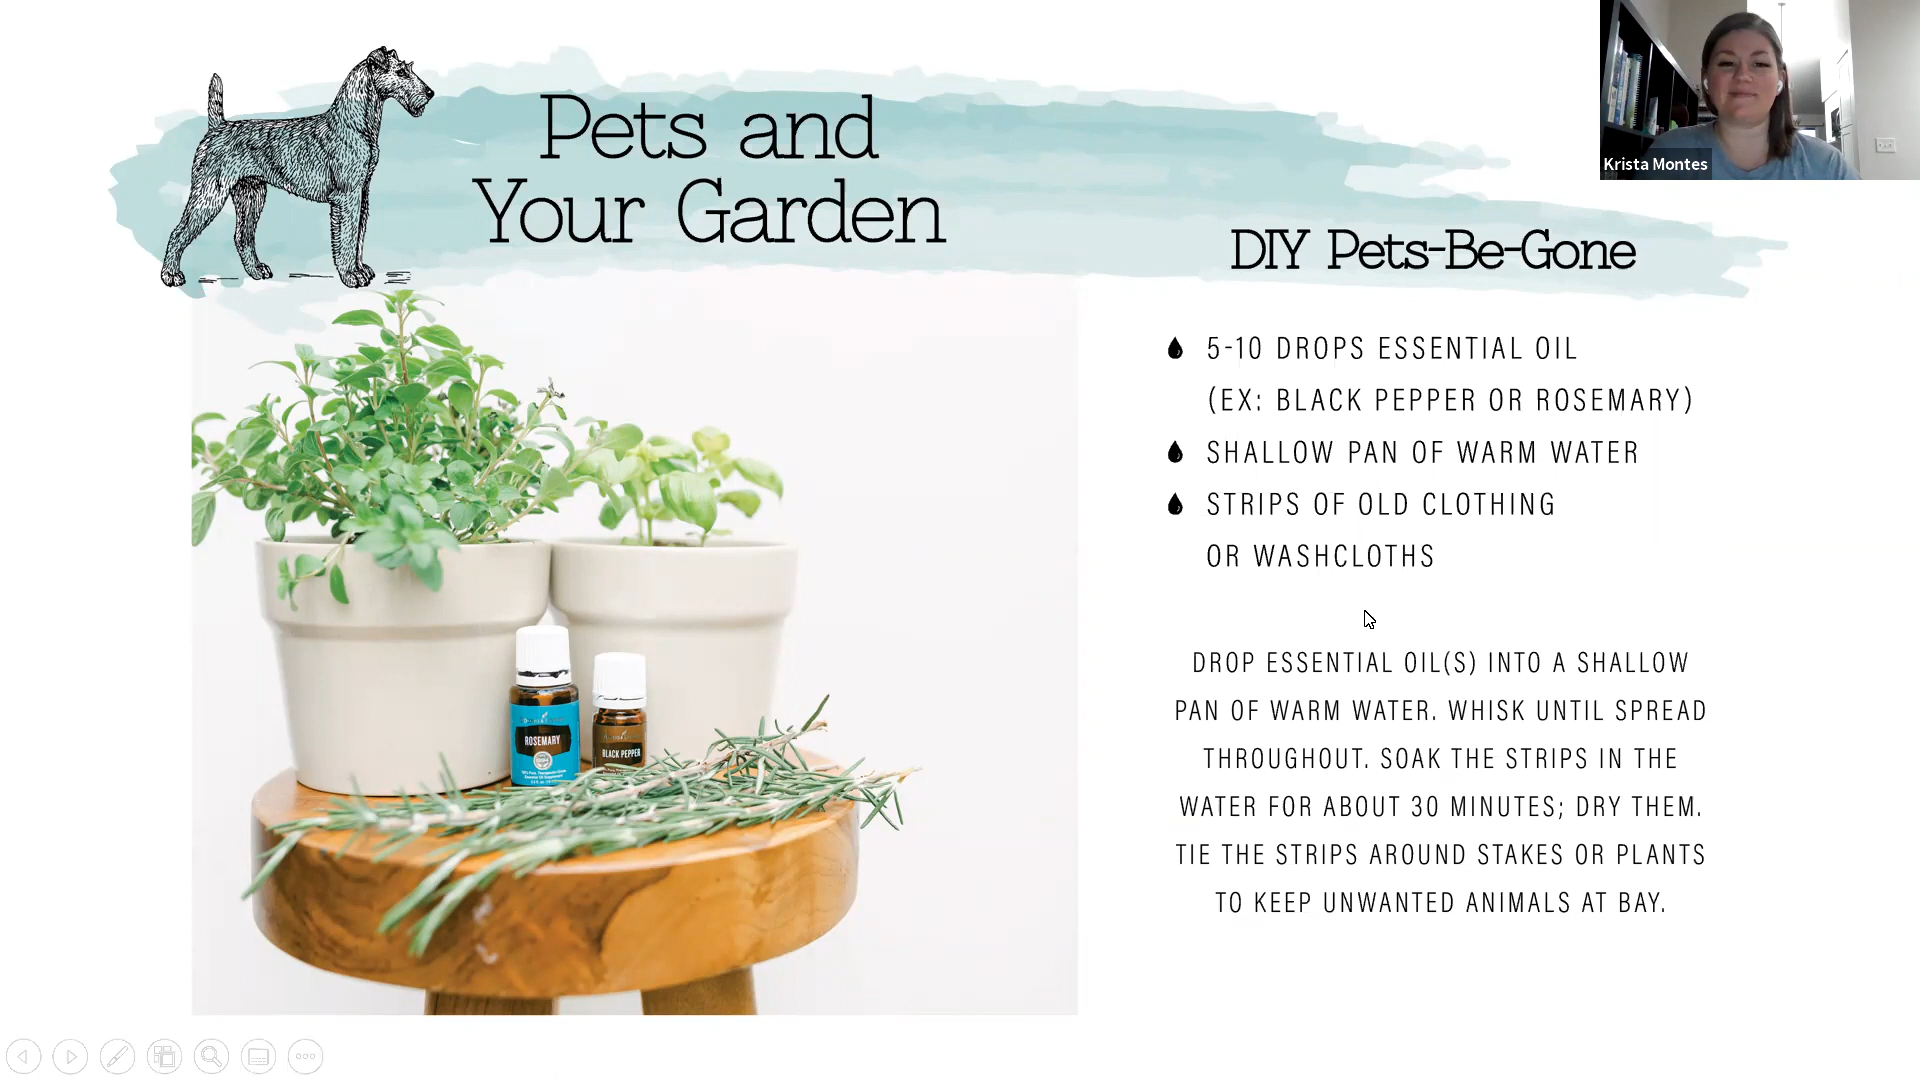 Pets and
Your Garden
Krista Montes
DIY Pets-Be-Gone
5-10 DROPS ESSENTIAL OIL
(EX: BLACK PEPPER OR ROSEMARY)
SHALLOW PAN OF WARM WATER
STRIPS OF OLD CLOTHING
OR WASHCLOTHS
DROP ESSENTIAL OIL(S) INTO A SHALLOW
PAN OF WARM WATER. WHISK UNTIL SPREAD
THROUGHOUT. SOAK THE STRIPS IN THE
WATER FOR ABOUT 30 MINUTES; DRY THEM.
TIE THE STRIPS AROUND STAKES OR PLANTS
TO KEEP UNWANTED ANIMALS AT BAY.
ROSEMARY
BLACK PEPPER